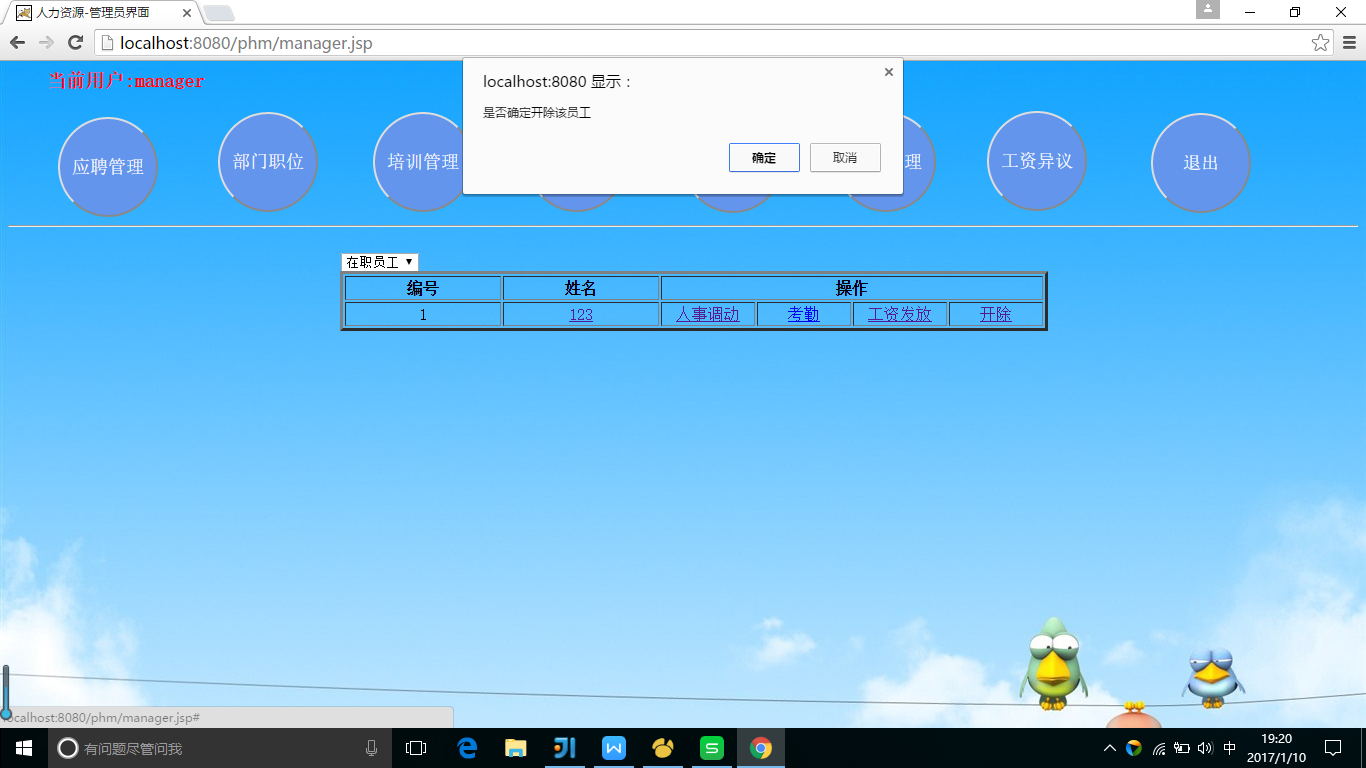 人力资源-管理员界面
localhost:8080/phm/manager.jsp
当前用户:manager
localhost:8080 显示：
是否确定开除该员工
确定 取消
应聘管理 部门职位 培训管理 理 工资异议 退出
在职员工
编号 姓名 操作
1 123 人事调动 考勤 工资发放 开除
localhost:8080/phm/manager.jsp#
有问题尽管问我
中
19:20
2017/1/10